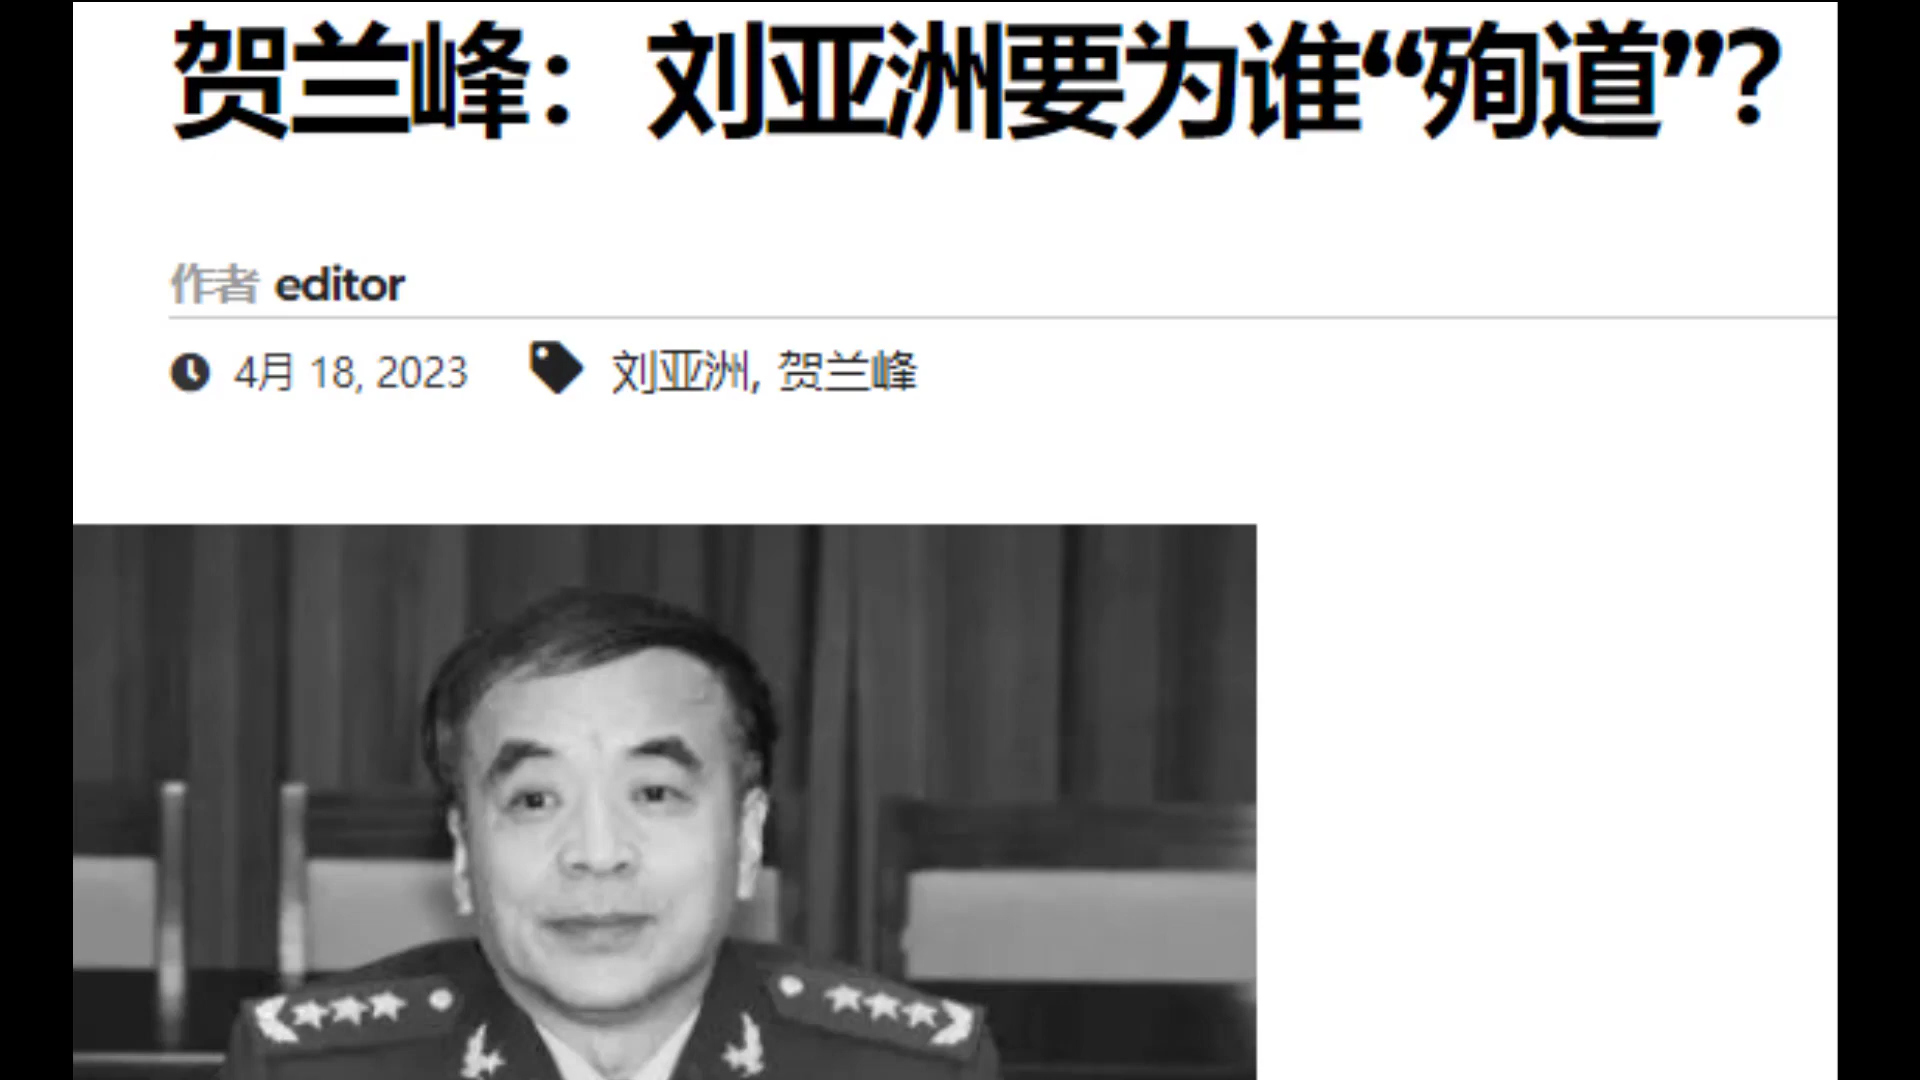 贺兰峰：刘亚洲要为谁“殉道”？
作者 editor
4月 18, 2023 刘亚洲, 贺兰峰